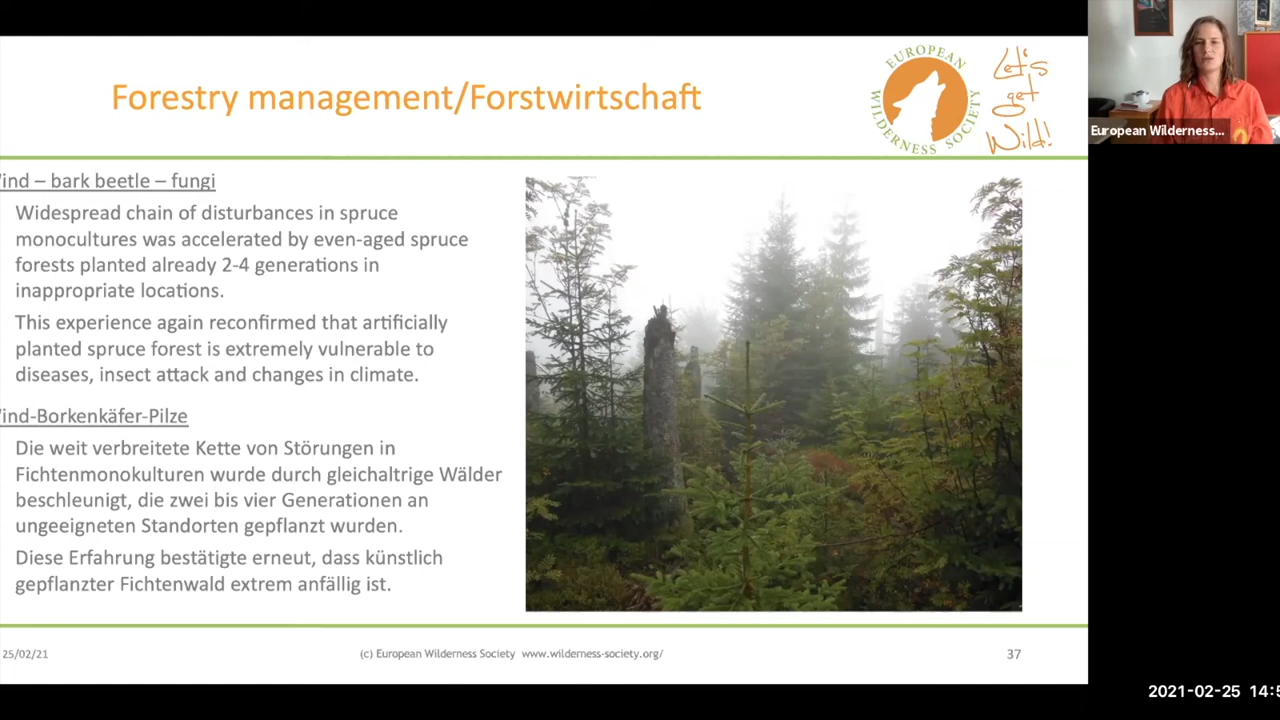 Forestry management/Forstwirtschaft
EUROPEAN WILDERNESS SOCIETY
Let's
get
Wild!
European Wilderness...
ind – bark beetle – fungi
Widespread chain of disturbances in spruce
monocultures was accelerated by even-aged spruce
forests planted already 2-4 generations in
inappropriate locations.
This experience again reconfirmed that artificially
planted spruce forest is extremely vulnerable to
diseases, insect attack and changes in climate.
ind-Borkenkäfer-Pilze
Die weit verbreitete Kette von Störungen in
Fichtenmonokulturen wurde durch gleichaltrige Wälder
beschleunigt, die zwei bis vier Generationen an
ungeeigneten Standorten gepflanzt wurden.
Diese Erfahrung bestätigte erneut, dass künstlich
gepflanzter Fichtenwald extrem anfällig ist.
25/02/21
(c) European Wilderness Society www.wilderness-society.org/
37
2021-02-25 14:5